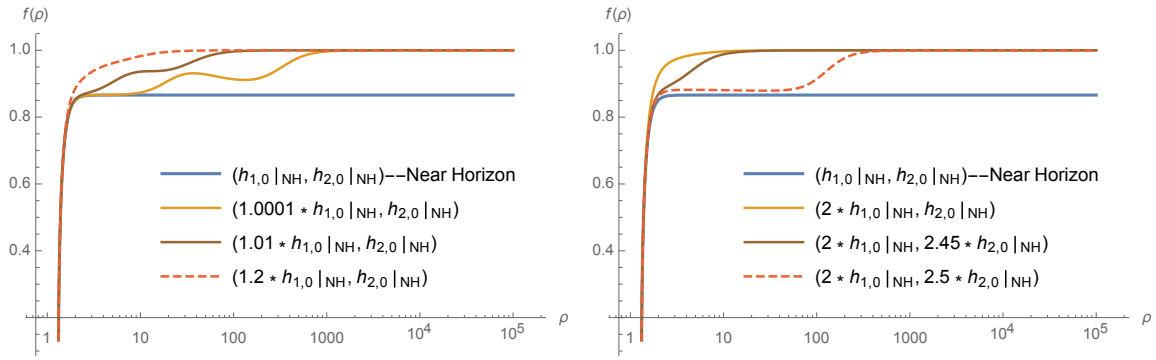 f(ρ)
1.0
0.8
0.6
0.4
(h1,0 |NH, h2,0 |NH)−−Near Horizon
(1.0001 * h1,0 |NH, h2,0 |NH)
(1.01 * h1,0 |NH, h2,0 |NH)
(1.2 * h1,0 |NH, h2,0 |NH)
1 10 100 1000 10^4 10^5 ρ
f(ρ)
1.0
0.8
0.6
0.4
(h1,0 |NH, h2,0 |NH)−−Near Horizon
(2 * h1,0 |NH, h2,0 |NH)
(2 * h1,0 |NH, 2.45 * h2,0 |NH)
(2 * h1,0 |NH, 2.5 * h2,0 |NH)
1 10 100 1000 10^4 10^5 ρ